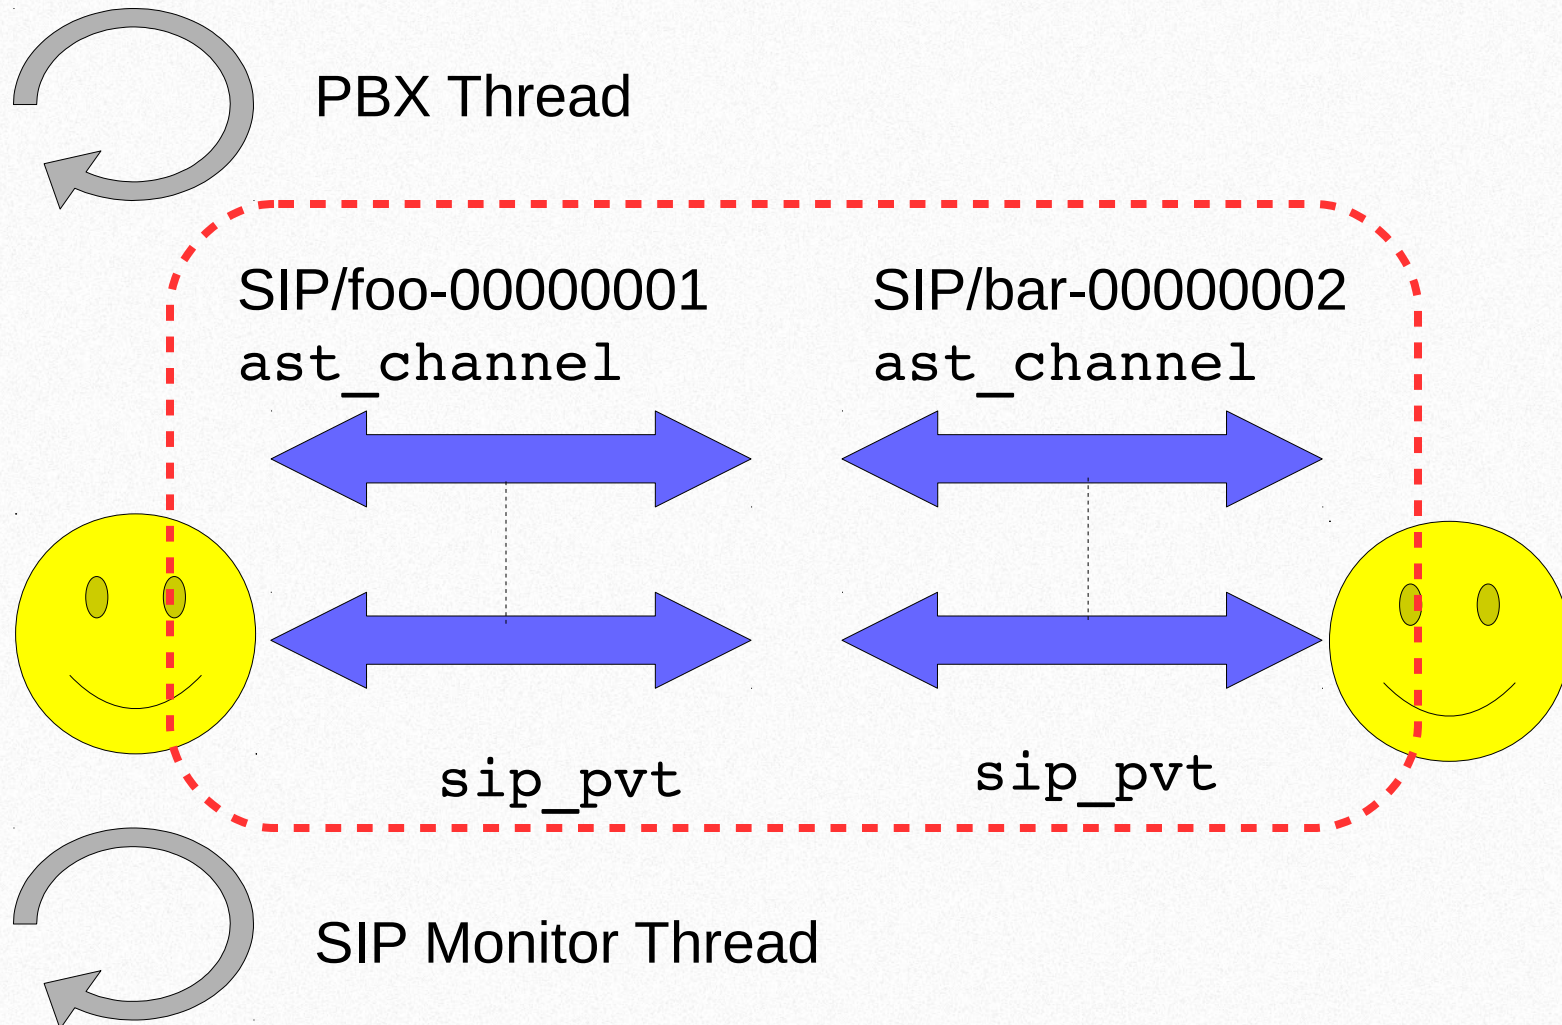 PBX Thread
SIP/foo-00000001
ast_channel
SIP/bar-00000002
ast_channel
sip_pvt
sip_pvt
SIP Monitor Thread